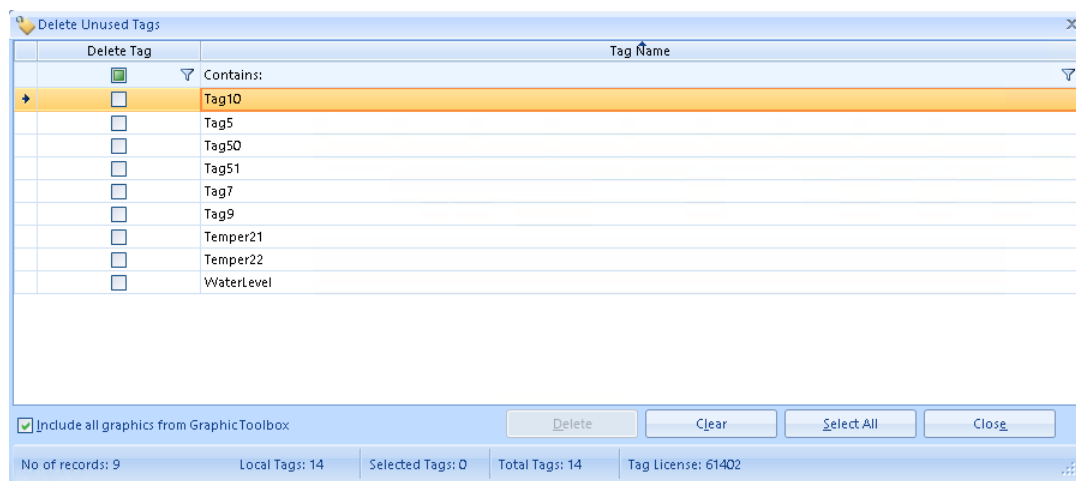 Delete Unused Tags
Delete Tag Tag Name
Contains:
Tag10
Tag5
Tag50
Tag51
Tag7
Tag9
Temper21
Temper22
WaterLevel
Include all graphics from GraphicToolbox Delete Clear Select All Close
No of records: 9 Local Tags: 14 Selected Tags: 0 Total Tags: 14 Tag License: 61402